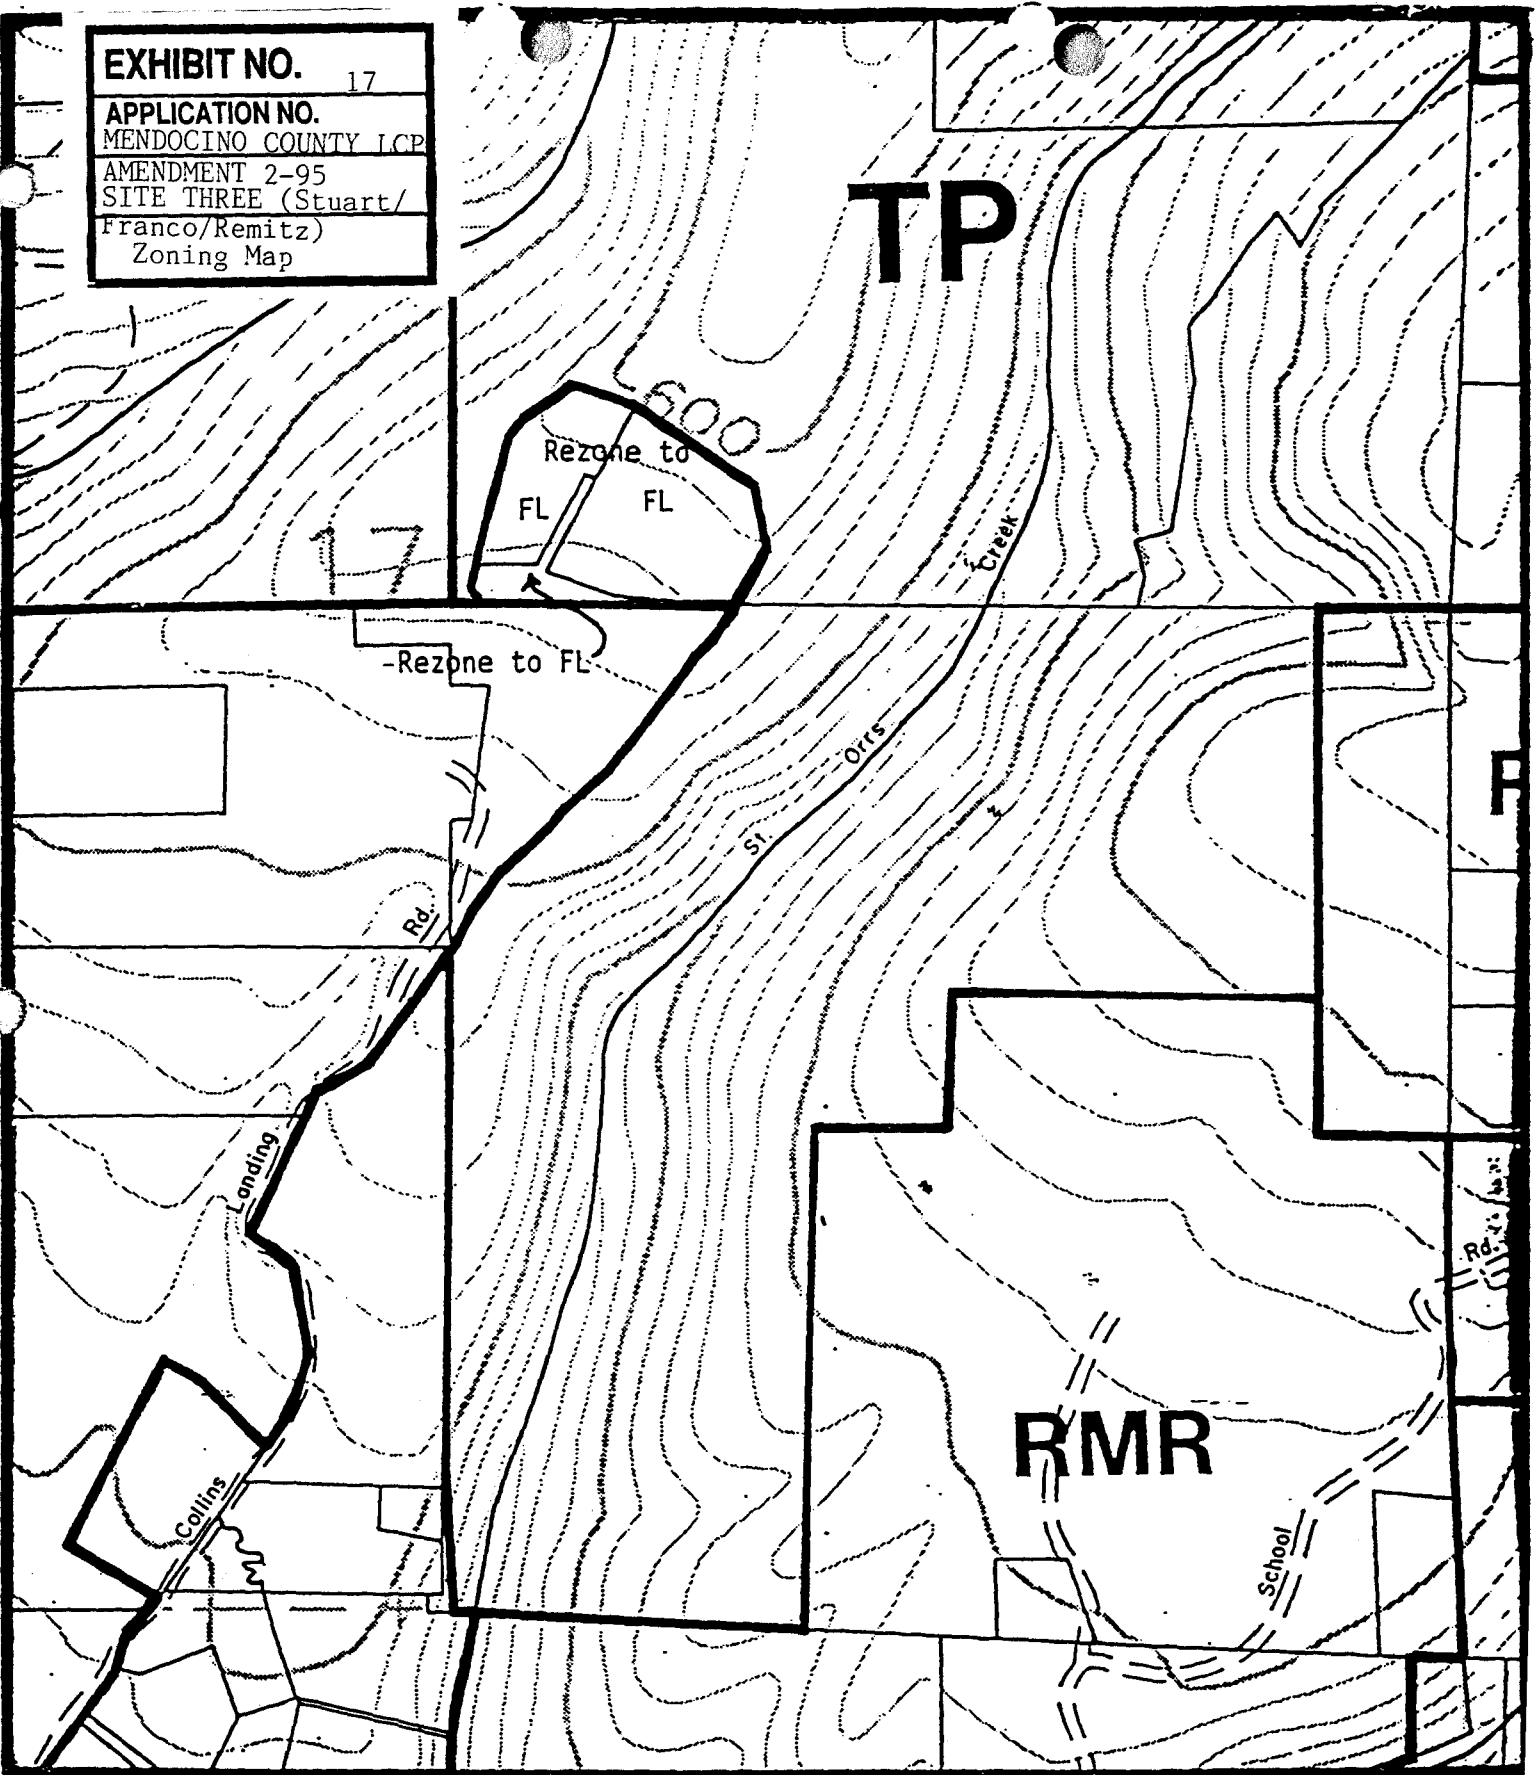 EXHIBIT NO. 17
APPLICATION NO.
MENDOCINO COUNTY LCP
AMENDMENT 2-95
SITE THREE (Stuart/
Franco/Remitz)
Zoning Map
TP
600
Rezone to
FL
FL
17
Creek
-Rezone to FL
Orrs
St.
R
Rd.
Landing
Rd.
RMR
Collins
School